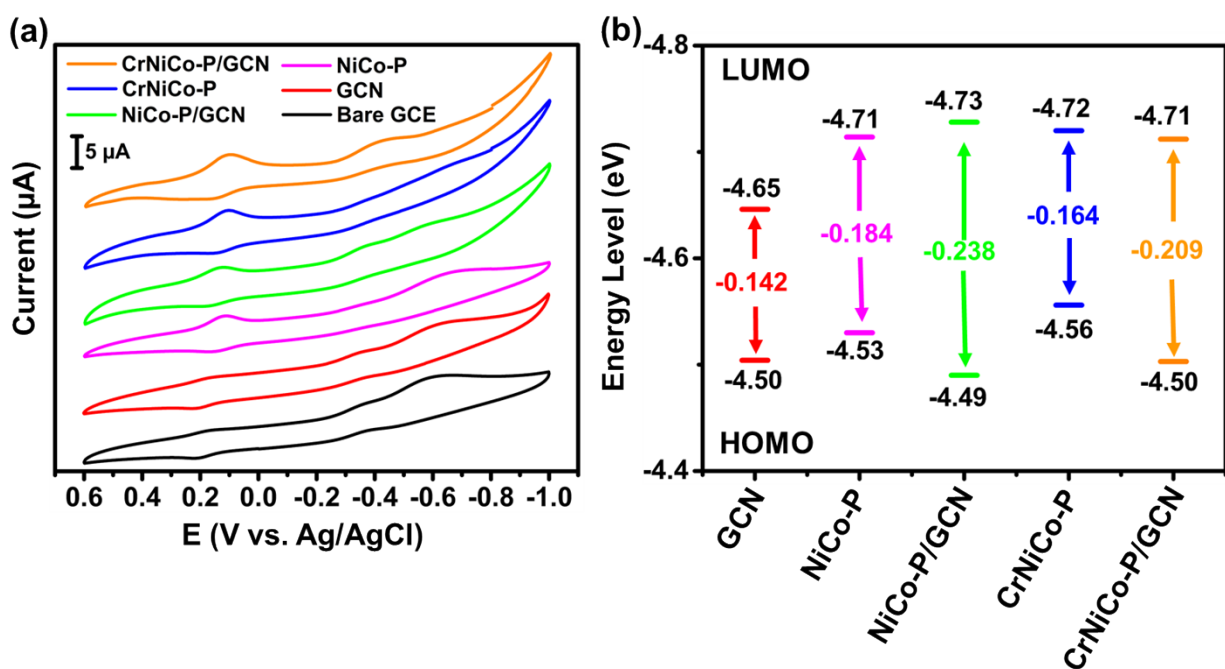 (a)
CrNiCo-P/GCN
NiCo-P
CrNiCo-P
GCN
NiCo-P/GCN
Bare GCE
5 µA
Current (µA)
0.6 0.4 0.2 0.0 -0.2 -0.4 -0.6 -0.8 -1.0
E (V vs. Ag/AgCl)
(b)
-4.8
-4.6
-4.4
Energy Level (eV)
LUMO
-4.65
-4.71
-4.73
-4.72
-4.71
-0.142
-0.184
-0.238
-0.164
-0.209
-4.50
-4.53
-4.49
-4.56
-4.50
HOMO
GCN
NiCo-P
NiCo-P/GCN
CrNiCo-P
CrNiCo-P/GCN